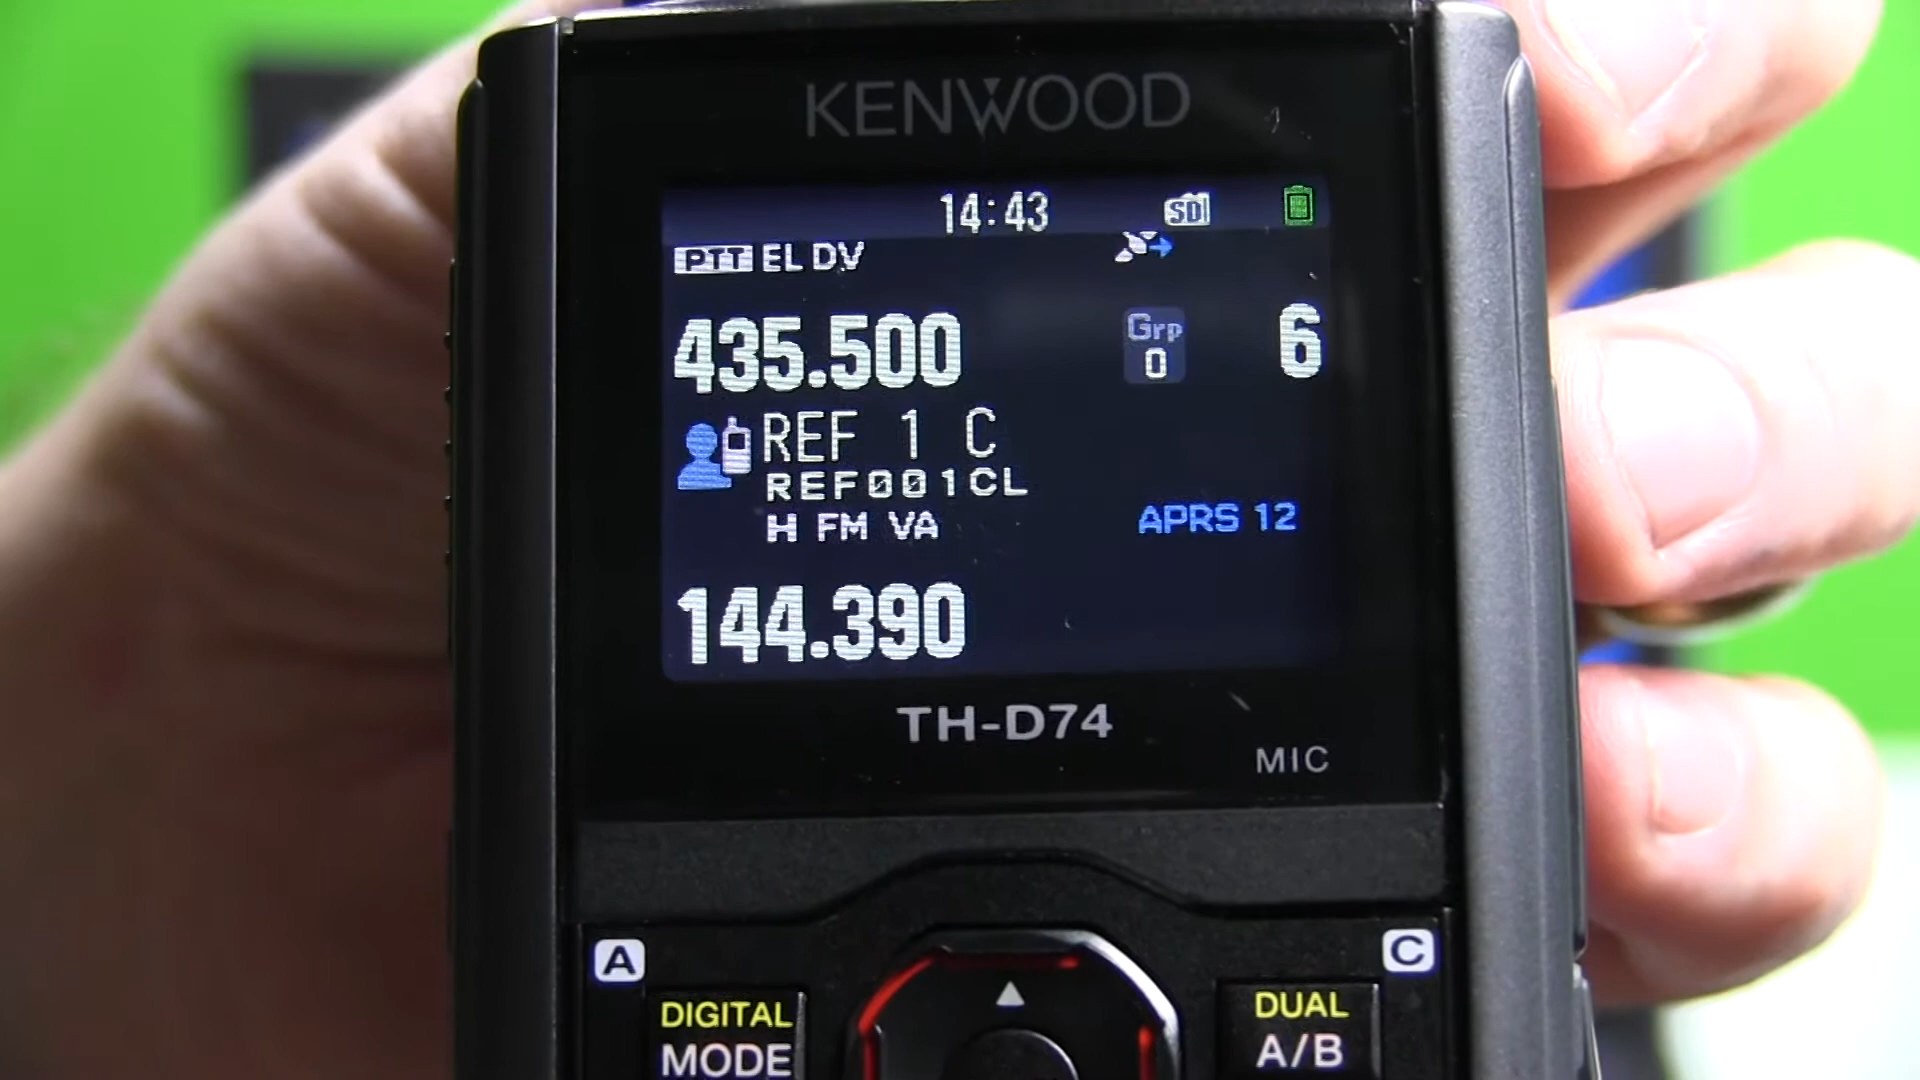 KENWOOD
14:43 SD
PTT EL DV
435.500 Grp 0 6
REF 1 C
REF001CL
H FM VA APRS 12
144.390
TH-D74
MIC
A C
DIGITAL DUAL
MODE A/B